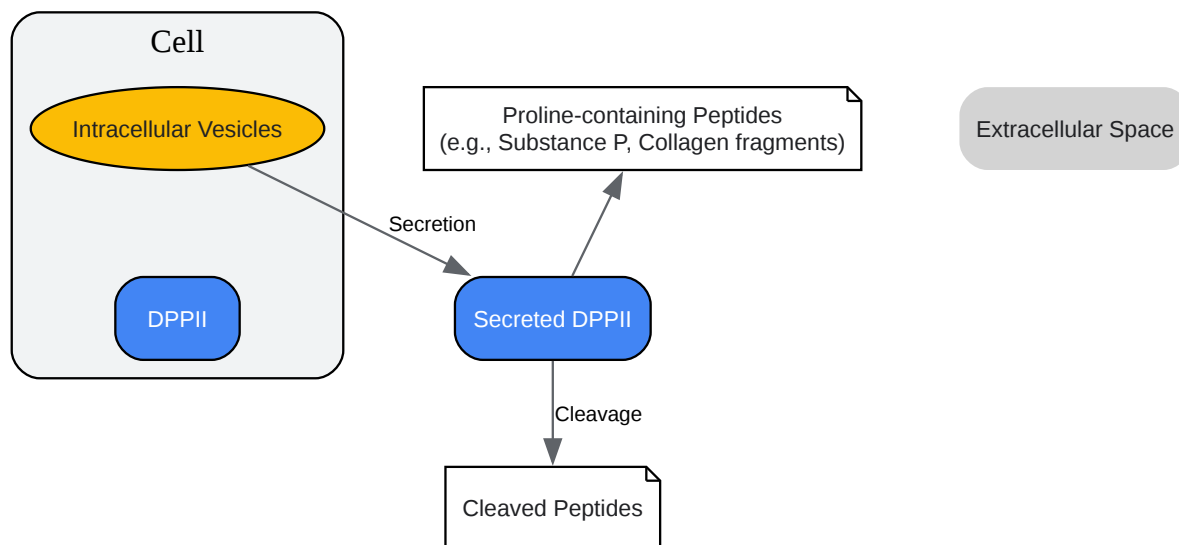 Cell
Intracellular Vesicles
Proline-containing Peptides
(e.g., Substance P, Collagen fragments)
Extracellular Space
Secretion
DPPII
Secreted DPPII
Cleavage
Cleaved Peptides